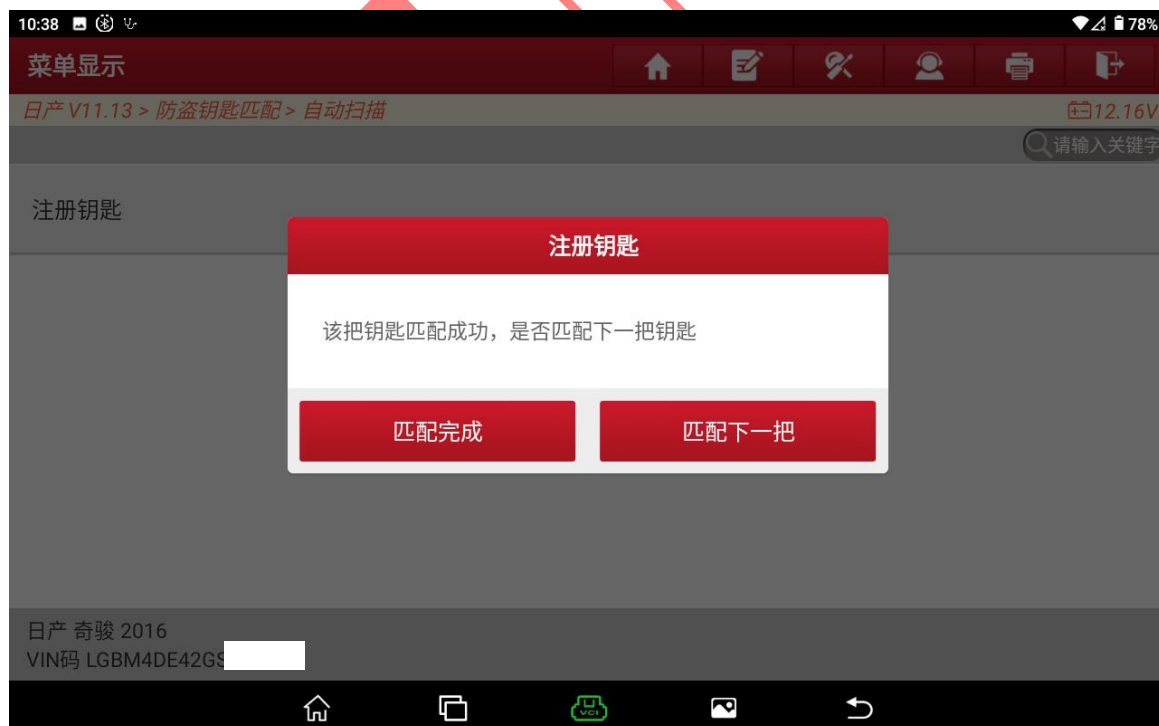 10:38
78%
菜单显示
日产 V11.13 > 防盗钥匙匹配 > 自动扫描
12.16V
请输入关键字
注册钥匙
注册钥匙
该把钥匙匹配成功，是否匹配下一把钥匙
匹配完成
匹配下一把
日产 奇骏 2016
VIN码 LGBM4DE42GS
VCI